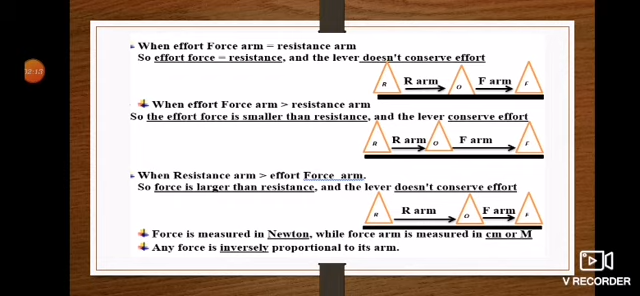 When effort Force arm = resistance arm
So effort force = resistance, and the lever doesn't conserve effort
R R arm O F arm F
When effort Force arm > resistance arm
So the effort force is smaller than resistance, and the lever conserve effort
R R arm O F arm F
When Resistance arm > effort Force arm.
So force is larger than resistance, and the lever doesn't conserve effort
R R arm O F arm F
Force is measured in Newton, while force arm is measured in cm or M
Any force is inversely proportional to its arm.
V RECORDER